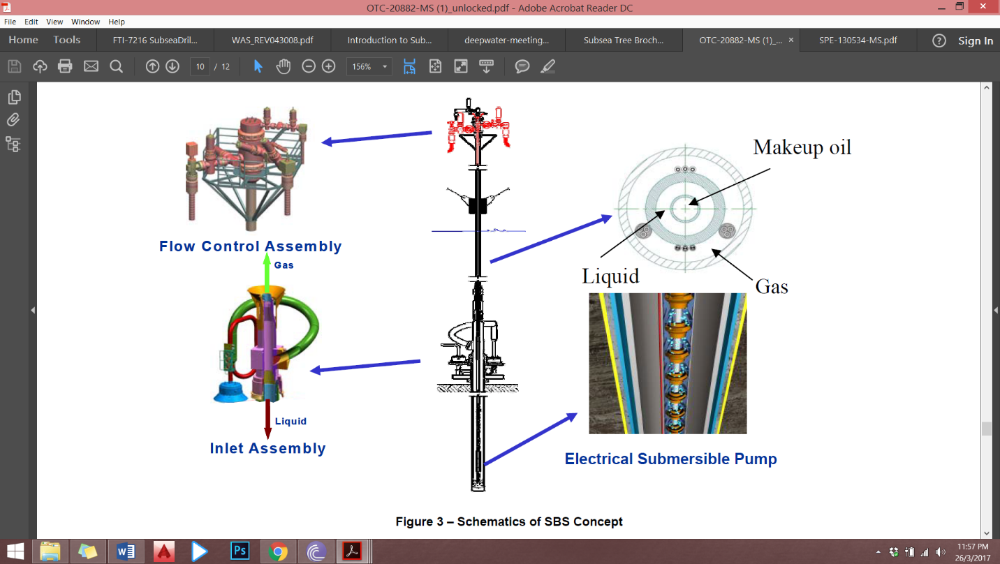 OTC-20882-MS (1)_unlocked.pdf - Adobe Acrobat Reader DC
File Edit View Window Help
Home Tools FTI-7216 SubseaDril... WAS_REV043008.pdf Introduction to Sub... deepwater-meeting... Subsea Tree Broch... OTC-20882-MS (1)_... × SPE-130534-MS.pdf ? Sign In
10 / 12 156%
Makeup oil
Flow Control Assembly
Gas
Liquid
Gas
Liquid
Inlet Assembly
Electrical Submersible Pump
Figure 3 – Schematics of SBS Concept
Ps
11:57 PM
26/3/2017